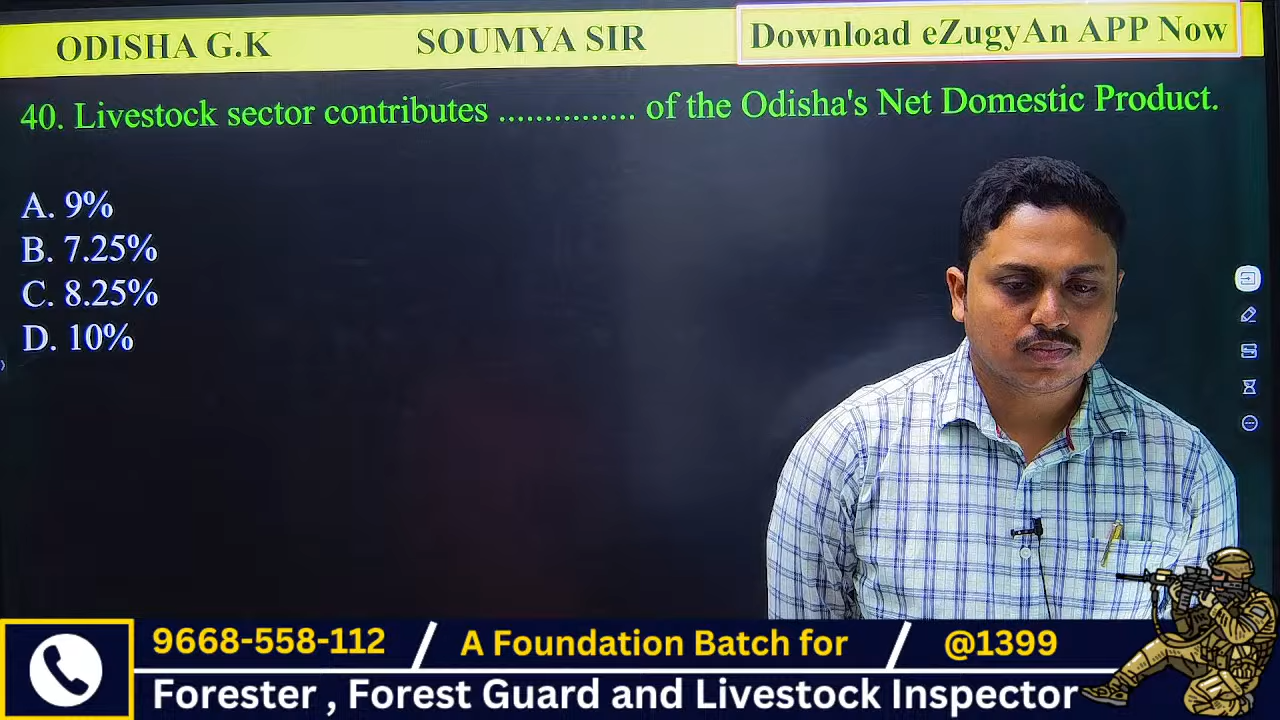 ODISHA G.K SOUMYA SIR Download eZugyAn APP Now
40. Livestock sector contributes ............... of the Odisha's Net Domestic Product.
A. 9%
B. 7.25%
C. 8.25%
D. 10%
9668-558-112 / A Foundation Batch for / @1399
Forester , Forest Guard and Livestock Inspector